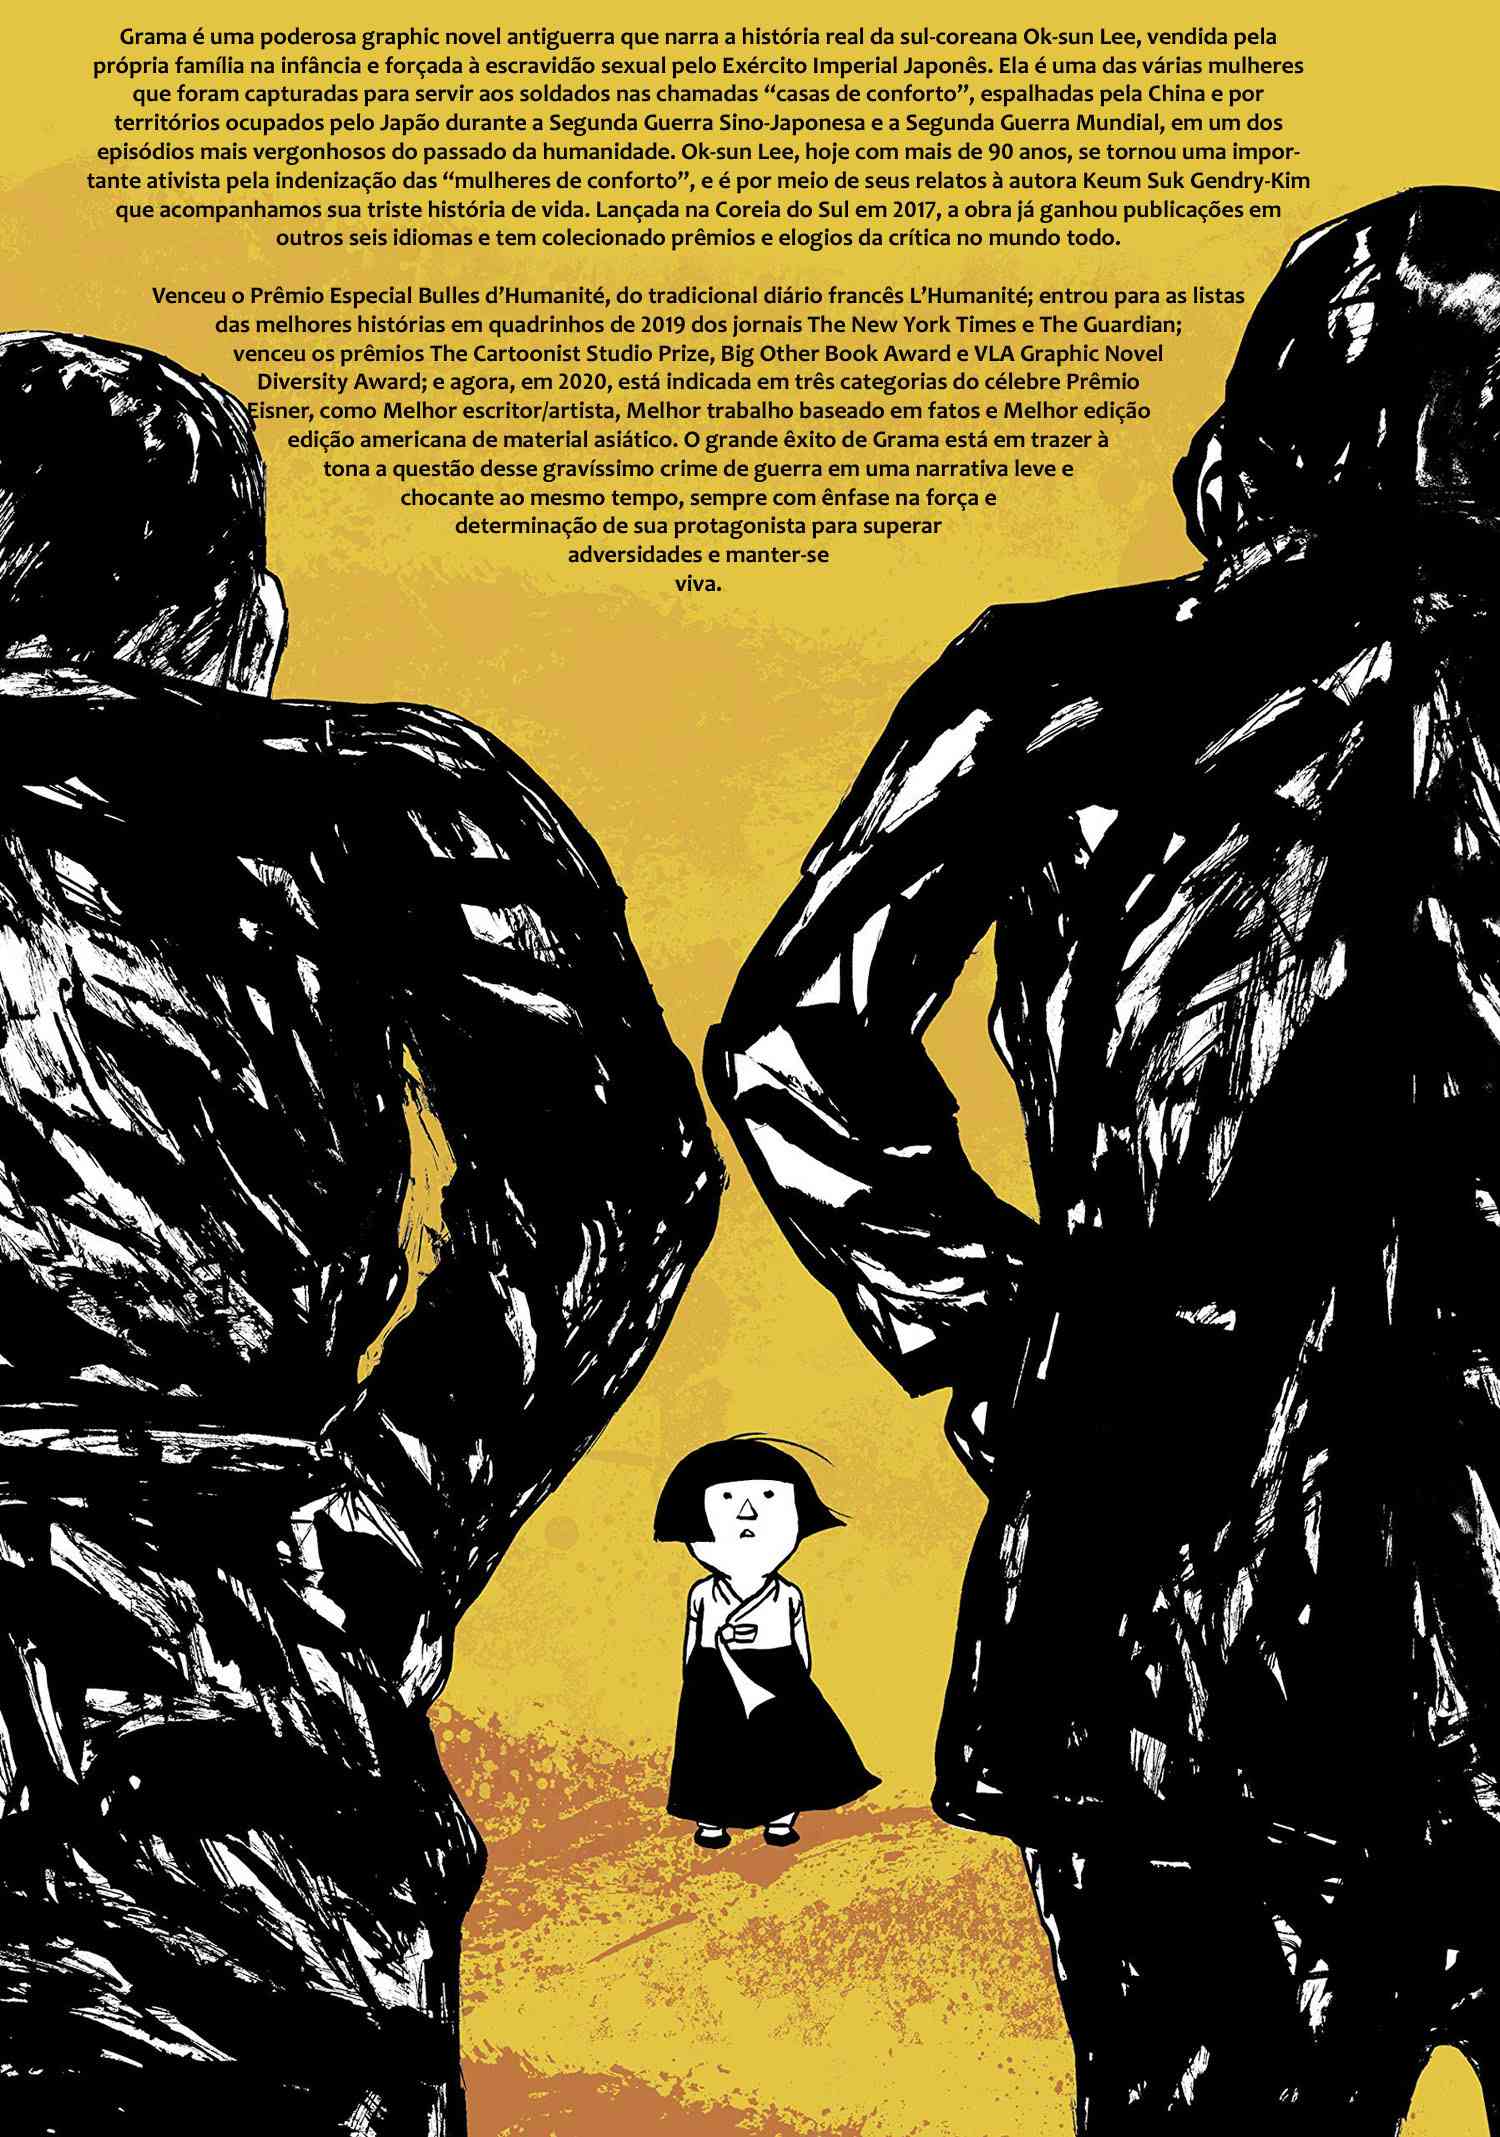 Grama é uma poderosa graphic novel antiguerra que narra a história real da sul-coreana Ok-sun Lee, vendida pela
própria família na infância e forçada à escravidão sexual pelo Exército Imperial Japonês. Ela é uma das várias mulheres
que foram capturadas para servir aos soldados nas chamadas “casas de conforto”, espalhadas pela China e por
territórios ocupados pelo Japão durante a Segunda Guerra Sino-Japonesa e a Segunda Guerra Mundial, em um dos
episódios mais vergonhosos do passado da humanidade. Ok-sun Lee, hoje com mais de 90 anos, se tornou uma impor-
tante ativista pela indenização das “mulheres de conforto”, e é por meio de seus relatos à autora Keum Suk Gendry-Kim
que acompanhamos sua triste história de vida. Lançada na Coreia do Sul em 2017, a obra já ganhou publicações em
outros seis idiomas e tem colecionado prêmios e elogios da crítica no mundo todo.
Venceu o Prêmio Especial Bulles d’Humanité, do tradicional diário francês L’Humanité; entrou para as listas
das melhores histórias em quadrinhos de 2019 dos jornais The New York Times e The Guardian;
venceu os prêmios The Cartoonist Studio Prize, Big Other Book Award e VLA Graphic Novel
Diversity Award; e agora, em 2020, está indicada em três categorias do célebre Prêmio
Eisner, como Melhor escritor/artista, Melhor trabalho baseado em fatos e Melhor edição
edição americana de material asiático. O grande êxito de Grama está em trazer à
tona a questão desse gravíssimo crime de guerra em uma narrativa leve e
chocante ao mesmo tempo, sempre com ênfase na força e
determinação de sua protagonista para superar
adversidades e manter-se
viva.